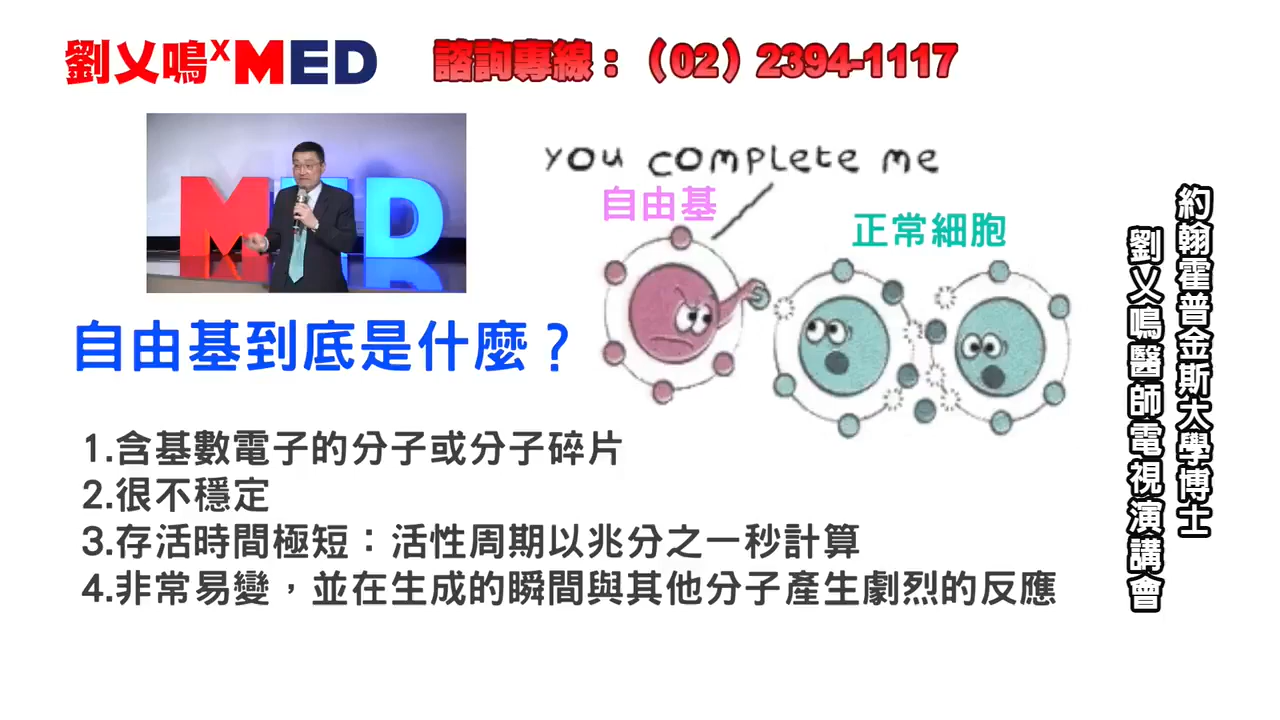 劉乂鳴xMED
諮詢專線：（02）2394-1117
MED
you complete me
自由基
正常細胞
自由基到底是什麼？
1.含基數電子的分子或分子碎片
2.很不穩定
3.存活時間極短：活性周期以兆分之一秒計算
4.非常易變，並在生成的瞬間與其他分子產生劇烈的反應
約翰霍普金斯大學博士
劉乂鳴醫師電視演講會